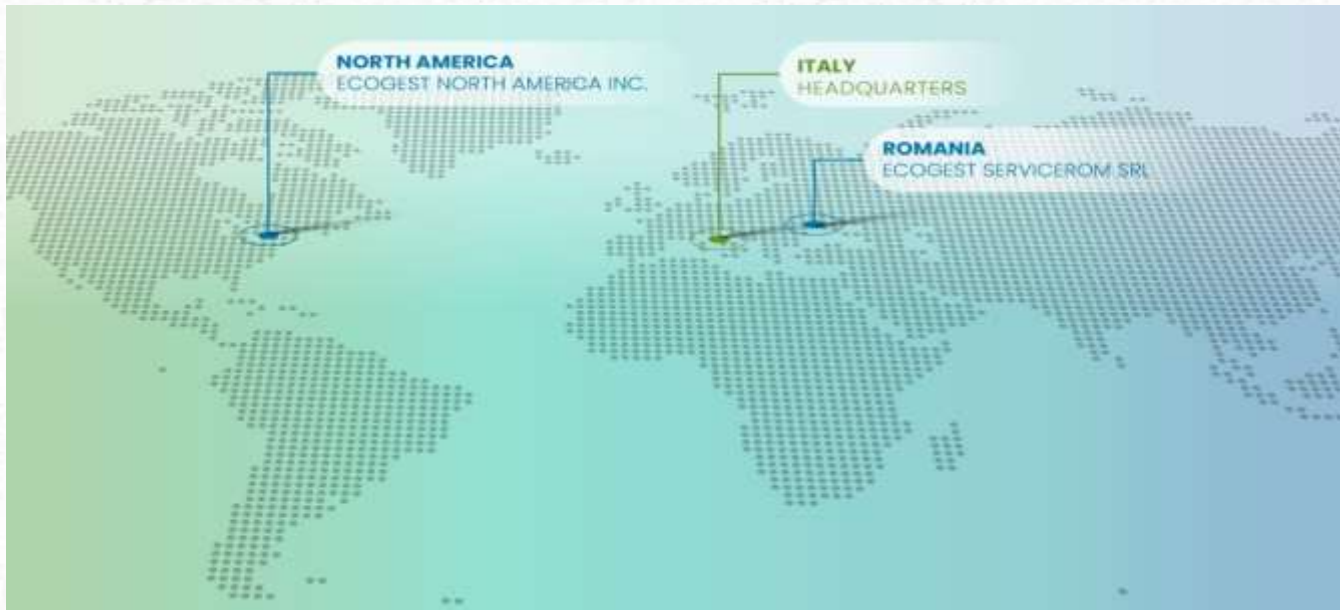 NORTH AMERICA
ECOGEST NORTH AMERICA INC.
ITALY
HEADQUARTERS
ROMANIA
ECOGEST SERVICEROM SRL